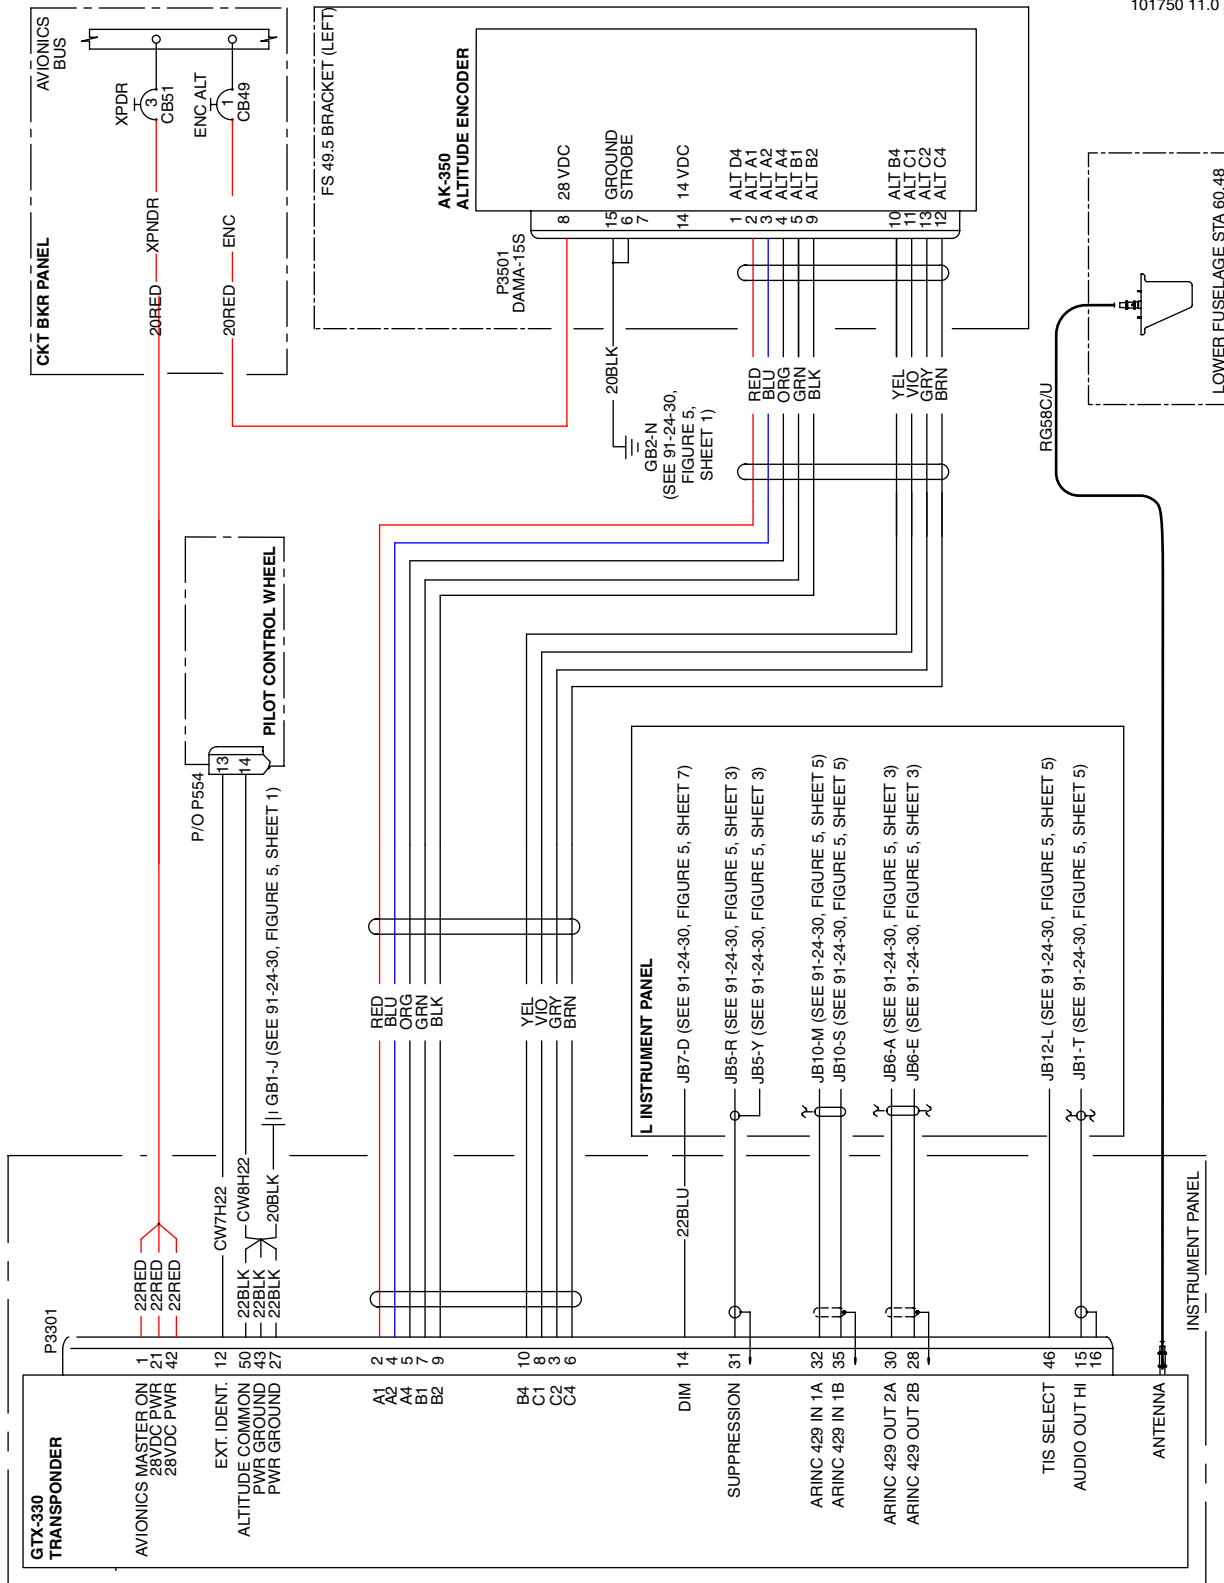 101750 11.0
AVIONICS
BUS
XPDR
3
CB51
ENC ALT
1
CB49
CKT BKR PANEL
20RED
XPNDR
20RED
ENC
FS 49.5 BRACKET (LEFT)
AK-350
ALTITUDE ENCODER
P3501
DAMA-15S
8 28 VDC
15 GROUND
6 STROBE
7
14 14 VDC
1 ALT D4
2 ALT A1
3 ALT A2
4 ALT A4
5 ALT B1
9 ALT B2
10 ALT B4
11 ALT C1
13 ALT C2
12 ALT C4
20BLK
GB2-N
(SEE 91-24-30,
FIGURE 5,
SHEET 1)
RED
BLU
ORG
GRN
BLK
YEL
VIO
GRY
BRN
LOWER FUSELAGE STA 60.48
RG58C/U
PILOT CONTROL WHEEL
P/O P554
13
14
GB1-J (SEE 91-24-30, FIGURE 5, SHEET 1)
RED
BLU
ORG
GRN
BLK
YEL
VIO
GRY
BRN
L INSTRUMENT PANEL
JB7-D (SEE 91-24-30, FIGURE 5, SHEET 7)
JB5-R (SEE 91-24-30, FIGURE 5, SHEET 3)
JB5-Y (SEE 91-24-30, FIGURE 5, SHEET 3)
JB10-M (SEE 91-24-30, FIGURE 5, SHEET 5)
JB10-S (SEE 91-24-30, FIGURE 5, SHEET 5)
JB6-A (SEE 91-24-30, FIGURE 5, SHEET 3)
JB6-E (SEE 91-24-30, FIGURE 5, SHEET 3)
JB12-L (SEE 91-24-30, FIGURE 5, SHEET 5)
JB1-T (SEE 91-24-30, FIGURE 5, SHEET 5)
22RED
22RED
22RED
CW7H22
22BLK
CW8H22
22BLK
22BLK
20BLK
22BLU
INSTRUMENT PANEL
P3301
GTX-330
TRANSPONDER
AVIONICS MASTER ON 1
28VDC PWR 21
28VDC PWR 42
EXT. IDENT. 12
ALTITUDE COMMON 50
PWR GROUND 43
PWR GROUND 27
A1 2
A2 4
A4 5
B1 7
B2 9
B4 10
C1 8
C2 3
C4 6
DIM 14
SUPPRESSION 31
ARINC 429 IN 1A 32
ARINC 429 IN 1B 35
ARINC 429 OUT 2A 30
ARINC 429 OUT 2B 28
TIS SELECT 46
AUDIO OUT HI 15
16
ANTENNA